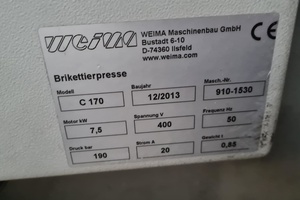 weima
WEIMA Maschinenbau GmbH
Bustadt 6-10
D-74360 Ilsfeld
www.weima.com
Brikettierpresse
Modell
Baujahr
Masch.-Nr.
C 170
12/2013
910-1530
Motor kW
Spannung V
Frequenz Hz
7,5
400
50
Druck bar
Strom A
Gewicht t
190
20
0,85